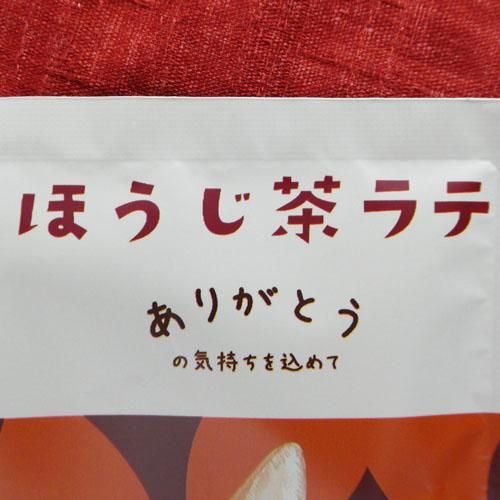 ほうじ茶ラテ
ありがとう
の気持ちを込めて